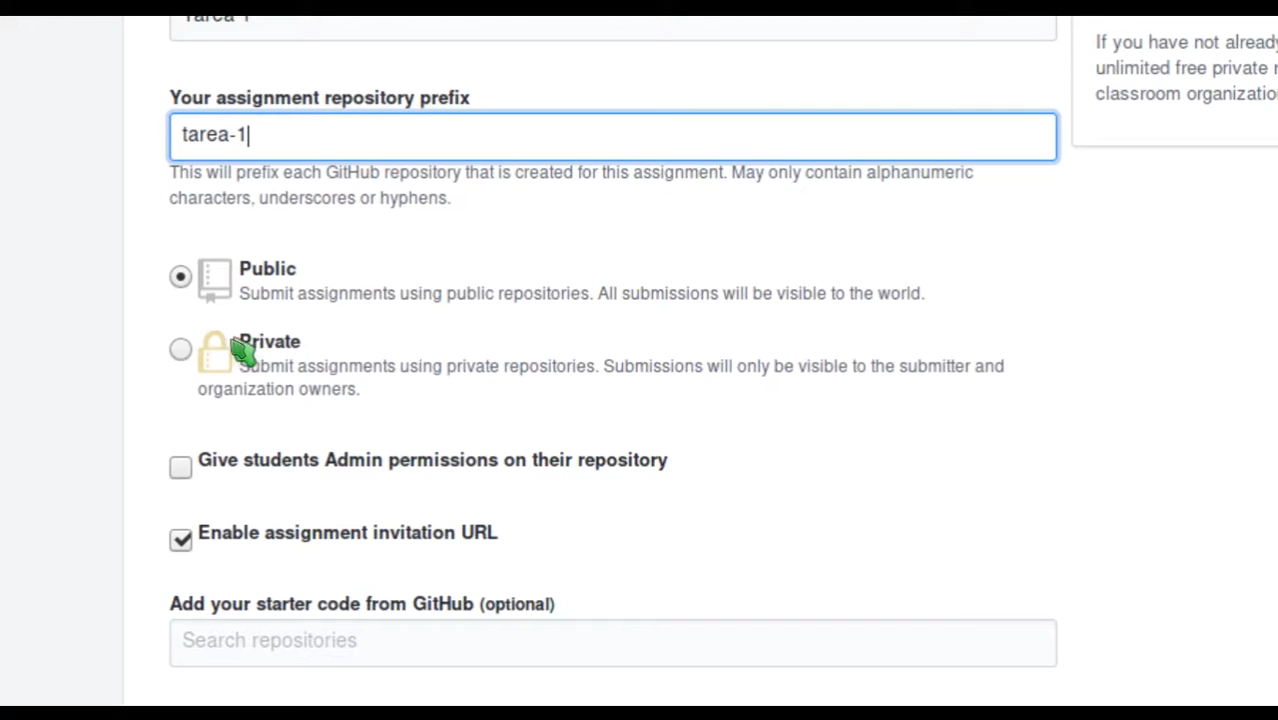 Tarea 1
If you have not already
unlimited free private
classroom organizatio
Your assignment repository prefix
tarea-1
This will prefix each GitHub repository that is created for this assignment. May only contain alphanumeric
characters, underscores or hyphens.
Public
Submit assignments using public repositories. All submissions will be visible to the world.
Private
Submit assignments using private repositories. Submissions will only be visible to the submitter and
organization owners.
Give students Admin permissions on their repository
Enable assignment invitation URL
Add your starter code from GitHub (optional)
Search repositories